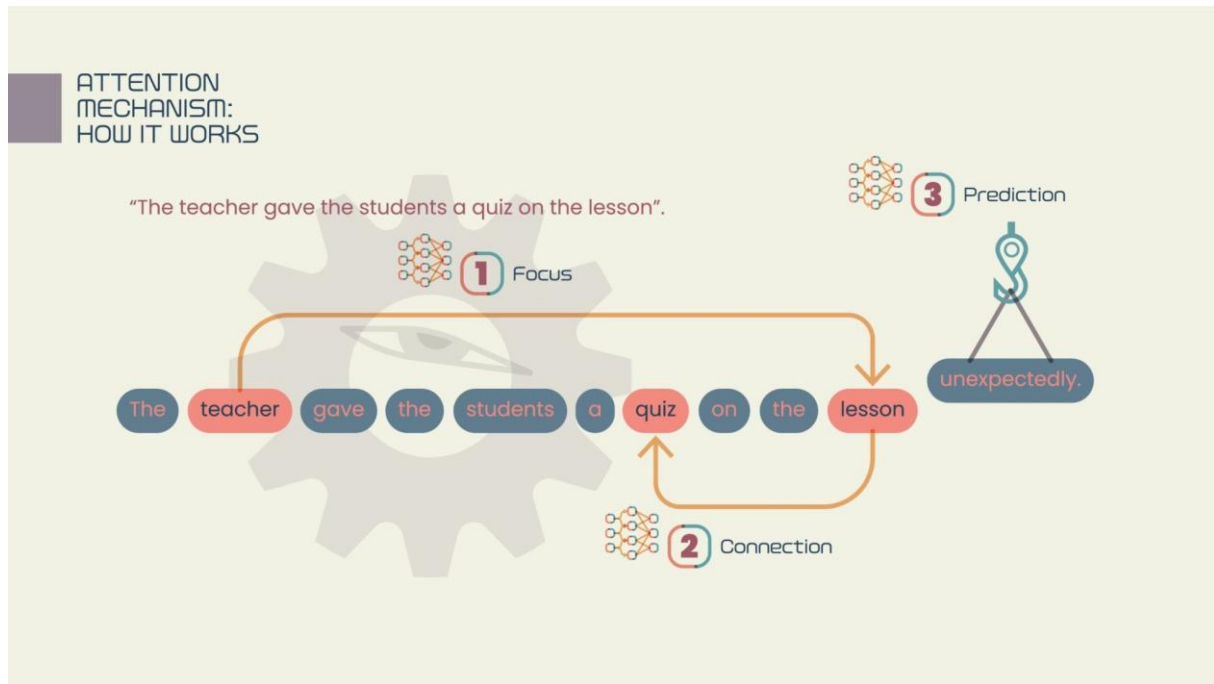 ATTENTION
MECHANISM:
HOW IT WORKS
“The teacher gave the students a quiz on the lesson”.
3 Prediction
1 Focus
unexpectedly.
The teacher gave the students a quiz on the lesson
2 Connection